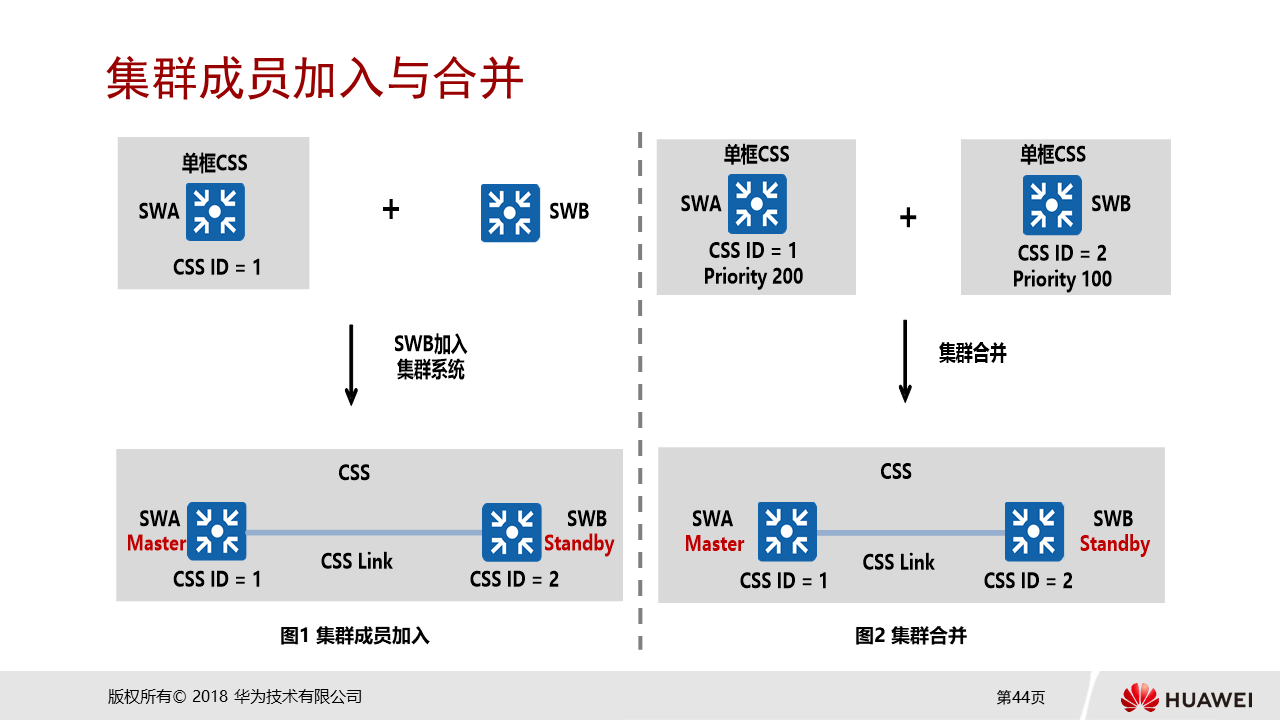 集群成员加入与合并
单框CSS
SWA
CSS ID = 1
+
SWB
SWB加入
集群系统
CSS
SWA
Master
CSS ID = 1
CSS Link
SWB
Standby
CSS ID = 2
图1 集群成员加入
单框CSS
SWA
CSS ID = 1
Priority 200
+
单框CSS
SWB
CSS ID = 2
Priority 100
集群合并
CSS
SWA
Master
CSS ID = 1
CSS Link
SWB
Standby
CSS ID = 2
图2 集群合并
版权所有© 2018 华为技术有限公司
第44页
HUAWEI